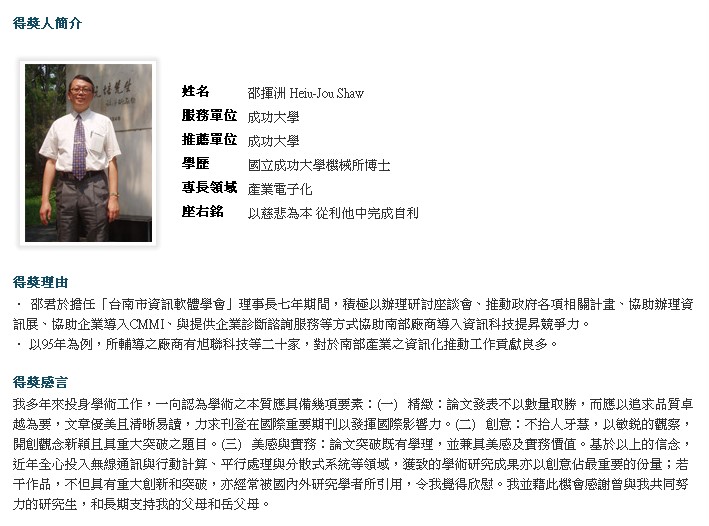 得獎人簡介
姓名 邵揮洲 Heiu-Jou Shaw
服務單位 成功大學
推薦單位 成功大學
學歷 國立成功大學機械所博士
專長領域 產業電子化
座右銘 以慈悲為本 從利他中完成自利
得獎理由
‧ 邵君於擔任「台南市資訊軟體學會」理事長七年期間，積極以辦理研討座談會、推動政府各項相關計畫、協助辦理資
訊展、協助企業導入CMMI、與提供企業診斷諮詢服務等方式協助南部廠商導入資訊科技提昇競爭力。
‧ 以95年為例，所輔導之廠商有旭聯科技等二十家，對於南部產業之資訊化推動工作貢獻良多。
得獎感言
我多年來投身學術工作，一向認為學術之本質應具備幾項要素：(一) 精緻：論文發表不以數量取勝，而應以追求品質卓
越為要，文章優美且清晰易讀，力求刊登在國際重要期刊以發揮國際影響力。(二) 創意：不拾人牙慧，以敏銳的觀察，
開創觀念新穎且具重大突破之題目。(三) 美感與實務：論文突破既有學理，並兼具美感及實務價值。基於以上的信念，
近年全心投入無線通訊與行動計算、平行處理與分散式系統等領域，獲致的學術研究成果亦以創意佔最重要的份量；若
干作品，不但具有重大創新和突破，亦經常被國內外研究學者所引用，令我覺得欣慰。我並藉此機會感謝曾與我共同努
力的研究生，和長期支持我的父母和岳父母。